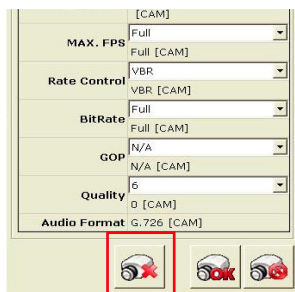 [CAM]
MAX. FPS
Full
Full [CAM]
Rate Control
VBR
VBR [CAM]
BitRate
Full
Full [CAM]
GOP
N/A
N/A [CAM]
Quality
6
0 [CAM]
Audio Format G.726 [CAM]
OK